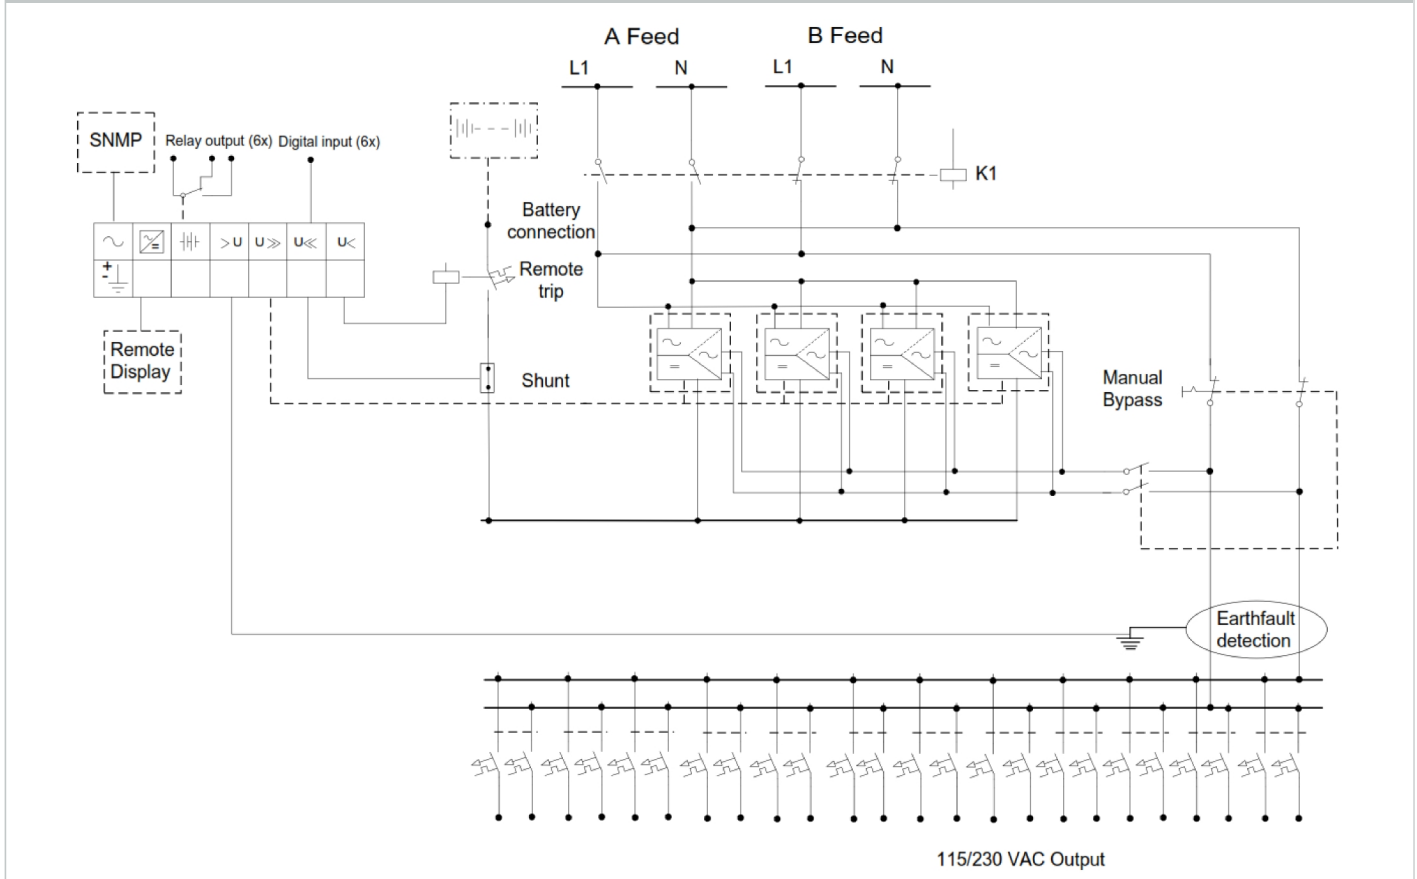 A Feed
B Feed
L1
N
L1
N
SNMP
Relay output (6x)
Digital input (6x)
K1
Battery
connection
>U
U>>
U<<
U<
+
-
Remote
trip
Remote
Display
Shunt
Manual
Bypass
Earthfault
detection
115/230 VAC Output